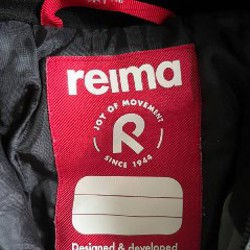 reima
JOY OF MOVEMENT
R
SINCE 1944
Designed & developed